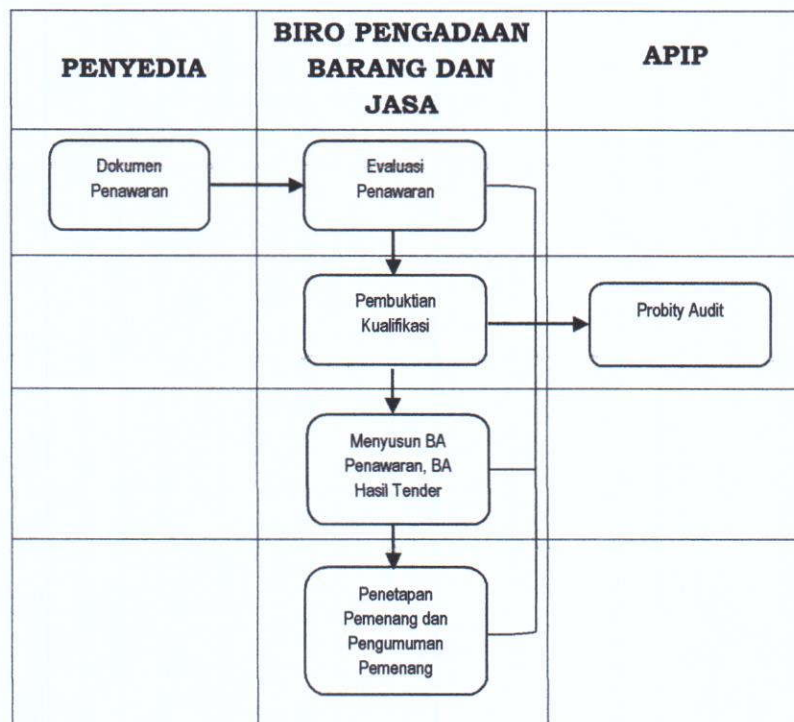 PENYEDIA
BIRO PENGADAAN
BARANG DAN
JASA
APIP
Dokumen
Penawaran
Evaluasi
Penawaran
Pembuktian
Kualifikasi
Probity Audit
Menyusun BA
Penawaran, BA
Hasil Tender
Penetapan
Pemenang dan
Pengumuman
Pemenang